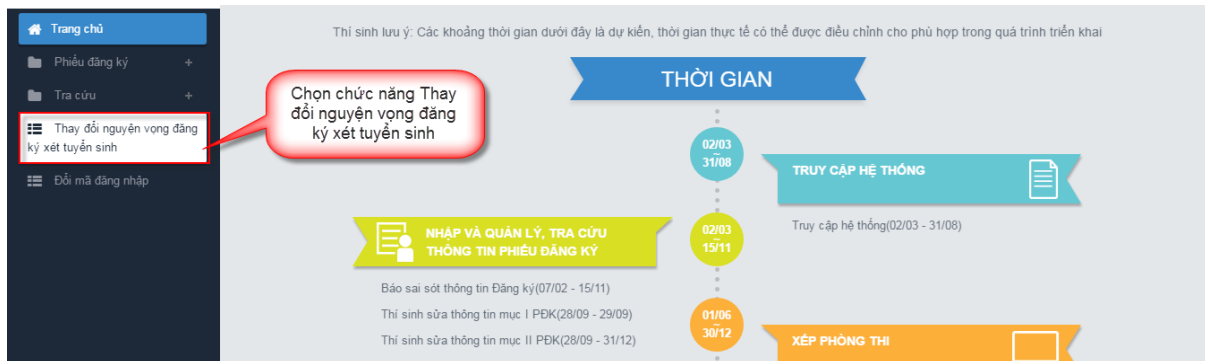 Trang chủ
Phiếu đăng ký +
Tra cứu +
Thay đổi nguyện vọng đăng
ký xét tuyển sinh
Đổi mã đăng nhập
Chọn chức năng Thay
đổi nguyện vọng đăng
ký xét tuyển sinh
Thí sinh lưu ý: Các khoảng thời gian dưới đây là dự kiến, thời gian thực tế có thể được điều chỉnh cho phù hợp trong quá trình triển khai
THỜI GIAN
02/03
~
31/08
TRUY CẬP HỆ THỐNG
Truy cập hệ thống(02/03 - 31/08)
02/03
~
15/11
NHẬP VÀ QUẢN LÝ, TRA CỨU
THÔNG TIN PHIẾU ĐĂNG KÝ
Báo sai sót thông tin Đăng ký(07/02 - 15/11)
Thí sinh sửa thông tin mục I PĐK(28/09 - 29/09)
Thí sinh sửa thông tin mục II PĐK(28/09 - 31/12)
01/06
~
30/12
XẾP PHÒNG THI